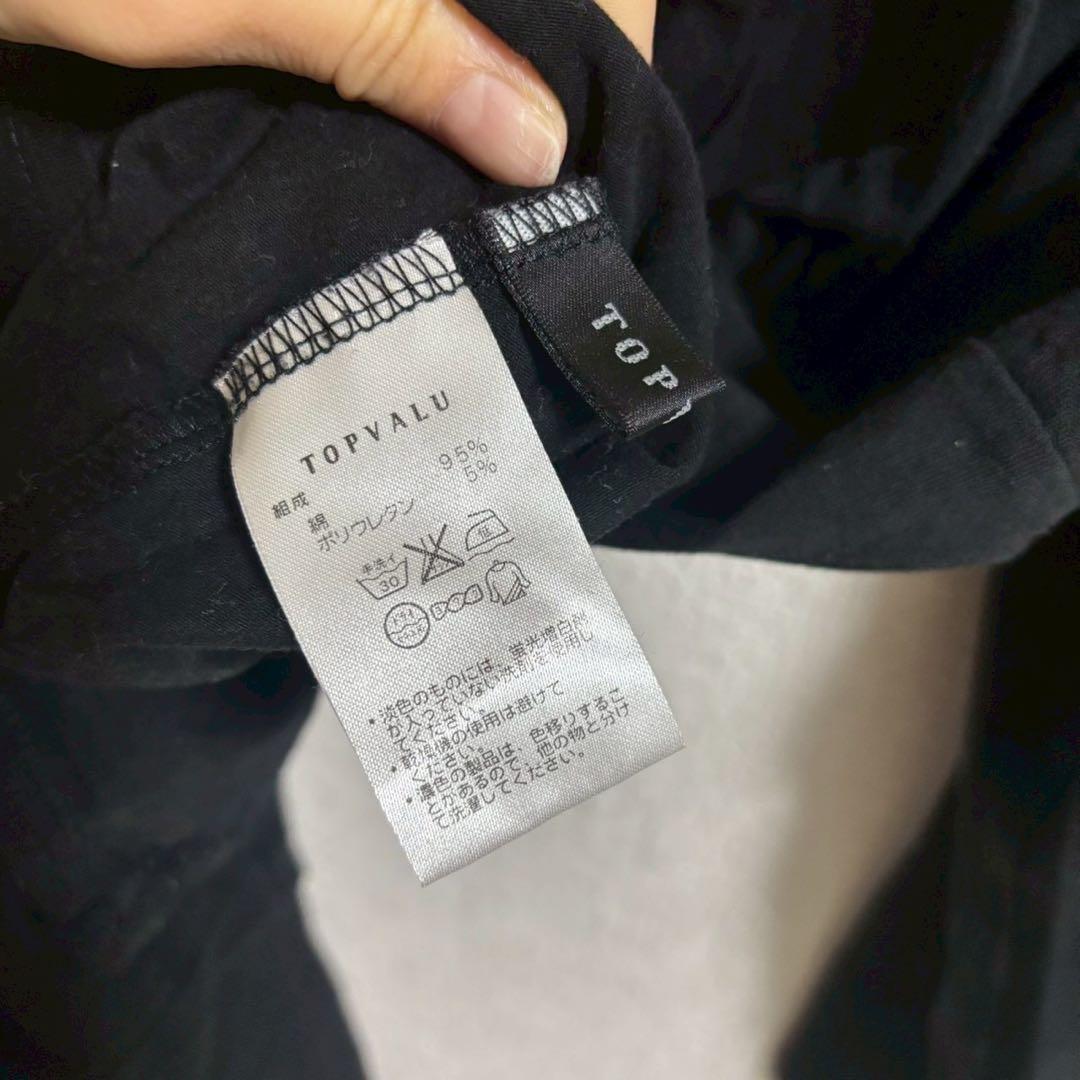 TOPVALU
組成
綿 95%
ポリウレタン 5%
手洗イ
30
低
・淡色のものには、蛍光増白剤
が入っていない洗剤を使用し
てください。
・乾燥機の使用は避けて
ください。
・濃色の製品は、色移りするこ
とがあるので、他の物と分け
て洗濯してください。
TOP